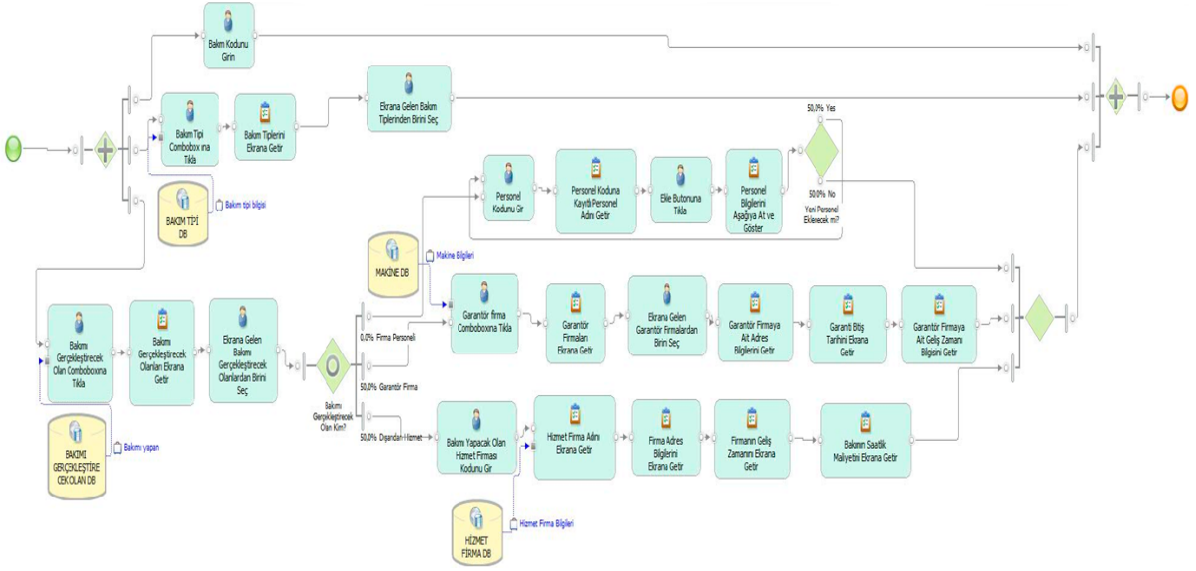 Bakım Kodunu
Girin
Bakım Tipi
Combobox ına
Tıkla
Bakım Tiplerini
Ekrana Getir
Ekrana Gelen Bakım
Tiplerinden Birini Seç
BAKIM TİPİ
DB
Bakım tipi bilgisi
Personel
Kodunu Gir
Personel Koduna
Kayıtlı Personel
Adını Getir
Ekle Butonuna
Tıkla
Personel
Bilgilerini
Aşağıya At ve
Göster
50,0% Yes
50,0% No
Yeni Personel
Eklenecek mi?
MAKİNE DB
Makine Bilgileri
Bakımı
Gerçekleştirecek
Olan Comboboxına
Tıkla
Bakımı
Gerçekleştirecek
Olanları Ekrana
Getir
Ekrana Gelen
Bakımı
Gerçekleştirecek
Olanlardan Birini
Seç
Bakımı
Gerçekleştirecek
Olan Kim?
0,0% Firma Personeli
50,0% Garantör Firma
50,0% Dışarıdan Hizmet
Garantör firma
Comboboxına Tıkla
Garantör
Firmaları
Ekrana Getir
Ekrana Gelen
Garantör Firmalardan
Birin Seç
Garantör Firmaya
Ait Adres
Bilgilerini Getir
Garanti Bitiş
Tarihini Ekrana
Getir
Garantör Firmaya
Ait Geliş Zamanı
Bilgisini Getir
BAKIMI
GERÇEKLEŞTİRE
CEK OLAN DB
Bakımı yapan
Bakım Yapacak Olan
Hizmet Firması
Kodunu Gir
Hizmet Firma Adını
Ekrana Getir
Firma Adres
Bilgilerini
Ekrana Getir
Firmanın Geliş
Zamanını Ekrana
Getir
Bakımın Saatlik
Maliyetini Ekrana Getir
HİZMET
FİRMA DB
Hizmet Firma Bilgileri